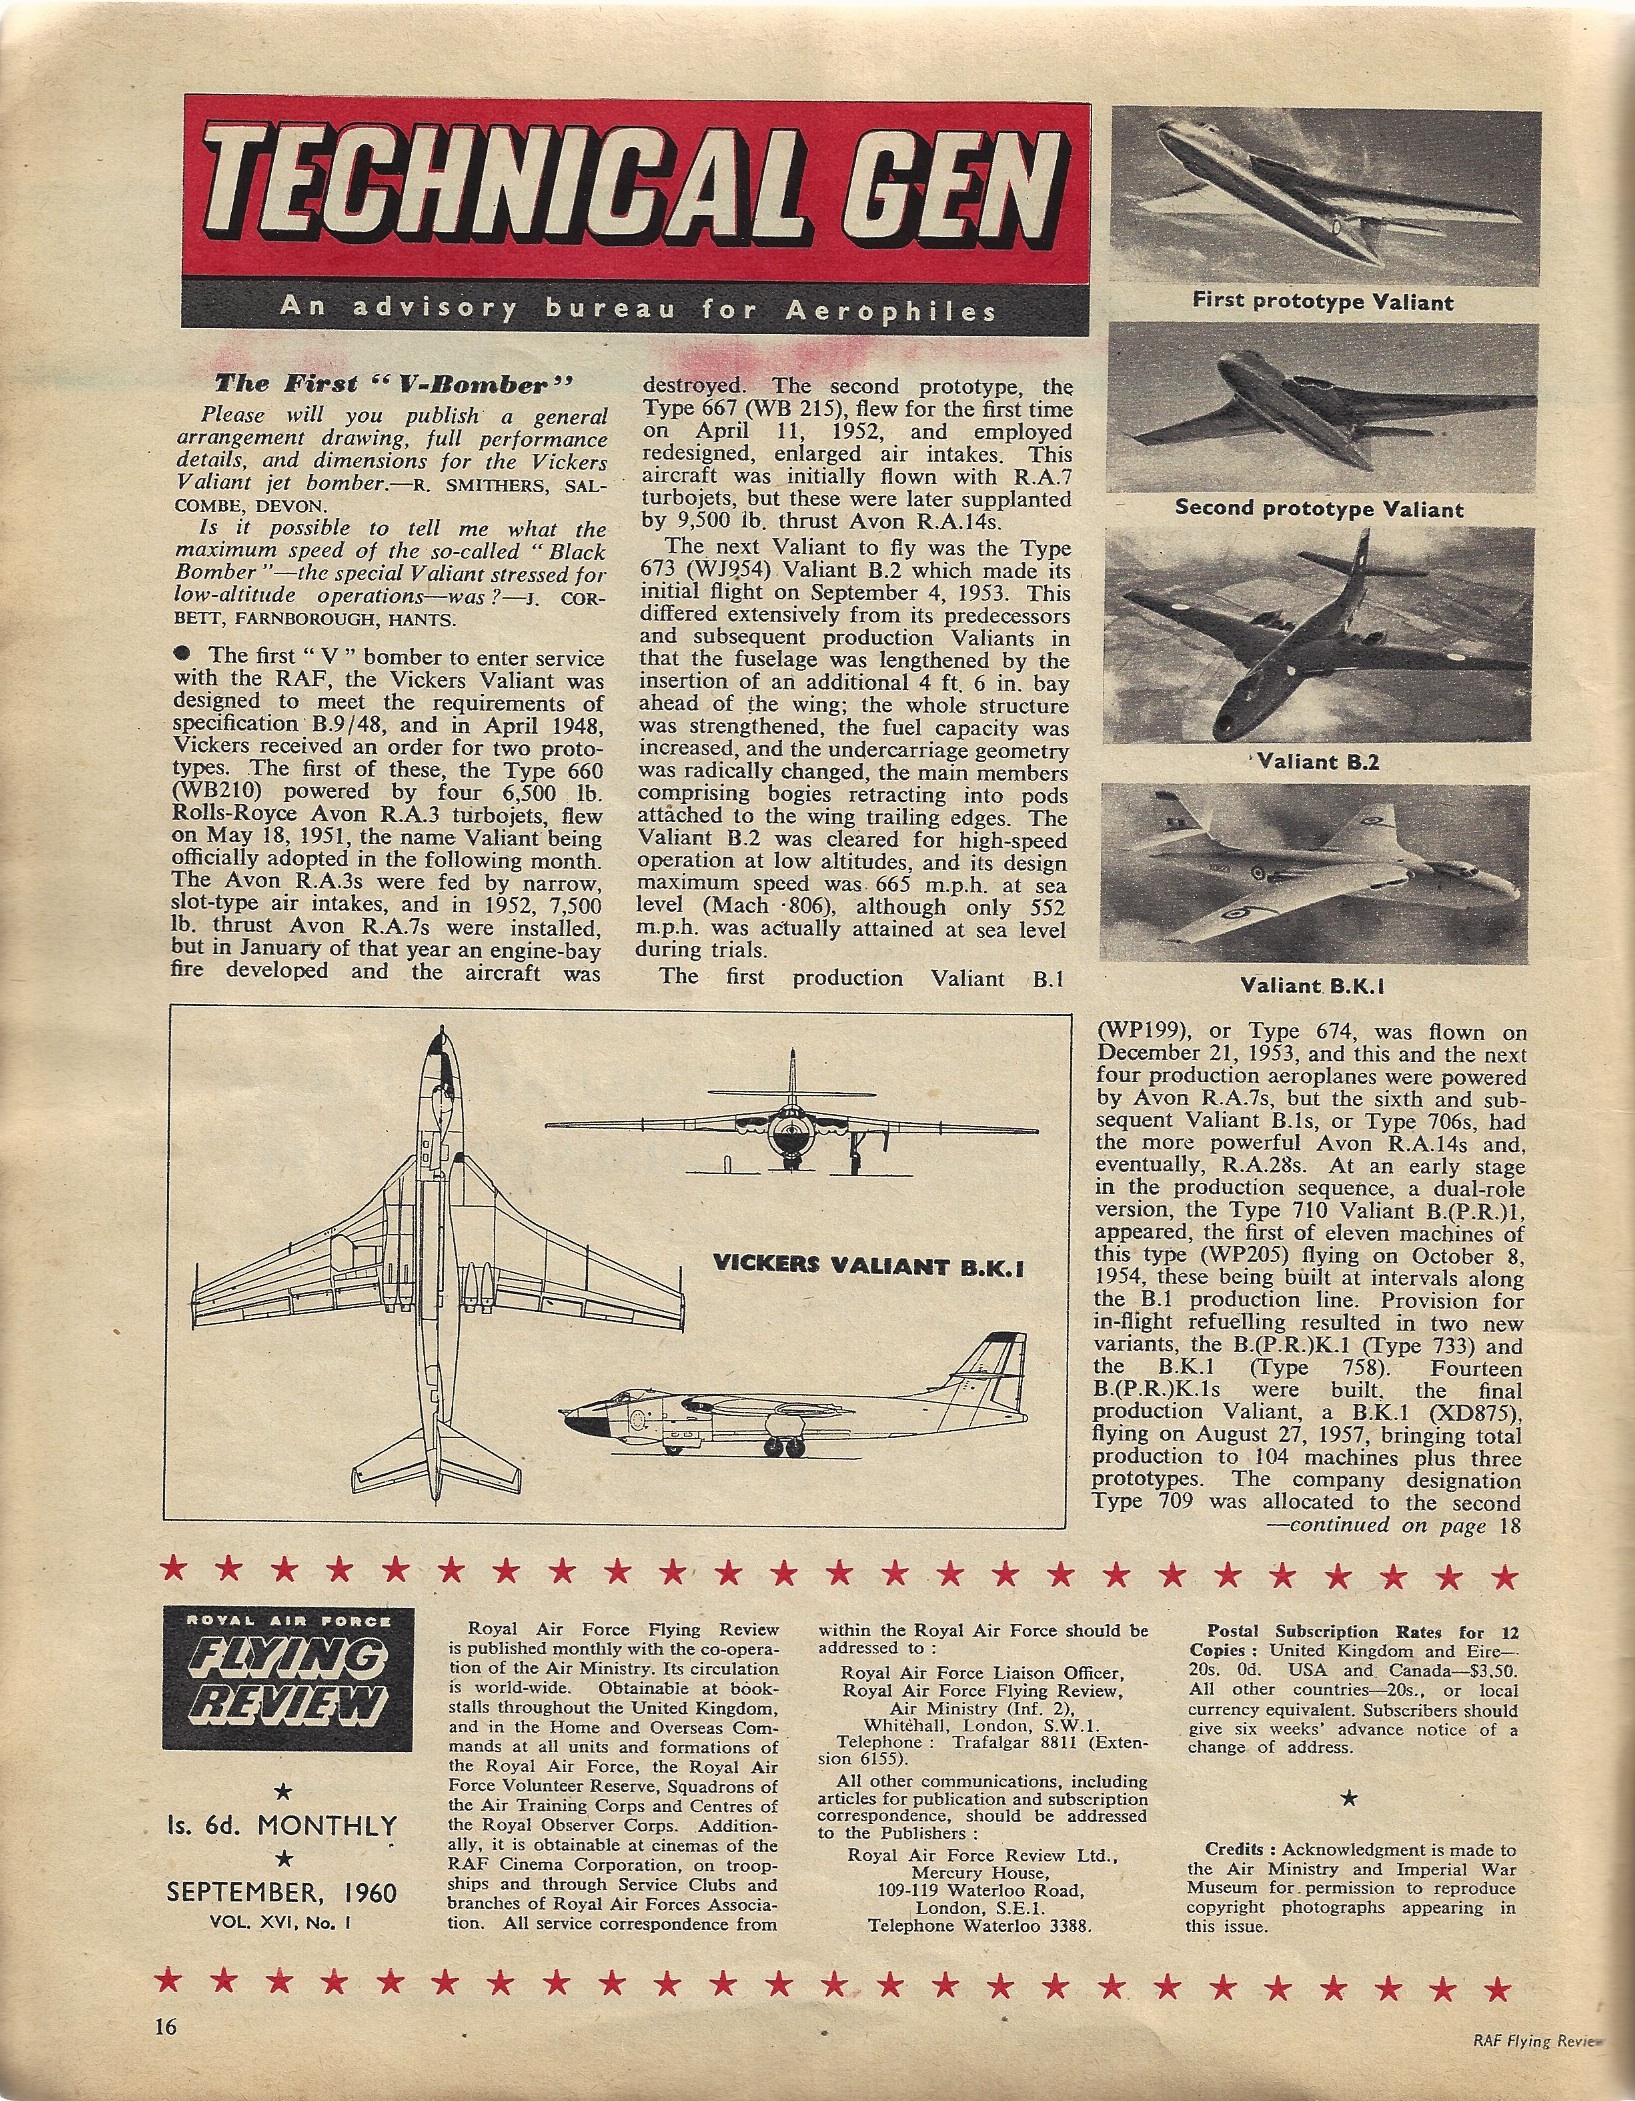 TECHNICAL GEN
An advisory bureau for Aerophiles
First prototype Valiant
Second prototype Valiant
Valiant B.2
Valiant B.K.1
The First “ V-Bomber ”
Please will you publish a general
arrangement drawing, full performance
details, and dimensions for the Vickers
Valiant jet bomber.—R. SMITHERS, SAL-
COMBE, DEVON.
Is it possible to tell me what the
maximum speed of the so-called “ Black
Bomber ”—the special Valiant stressed for
low-altitude operations—was ?—J. COR-
BETT, FARNBOROUGH, HANTS.
● The first “ V ” bomber to enter service
with the RAF, the Vickers Valiant was
designed to meet the requirements of
specification B.9/48, and in April 1948,
Vickers received an order for two proto-
types. The first of these, the Type 660
(WB210) powered by four 6,500 lb.
Rolls-Royce Avon R.A.3 turbojets, flew
on May 18, 1951, the name Valiant being
officially adopted in the following month.
The Avon R.A.3s were fed by narrow,
slot-type air intakes, and in 1952, 7,500
lb. thrust Avon R.A.7s were installed,
but in January of that year an engine-bay
fire developed and the aircraft was
destroyed. The second prototype, the
Type 667 (WB 215), flew for the first time
on April 11, 1952, and employed
redesigned, enlarged air intakes. This
aircraft was initially flown with R.A.7
turbojets, but these were later supplanted
by 9,500 lb. thrust Avon R.A.14s.
The next Valiant to fly was the Type
673 (WJ954) Valiant B.2 which made its
initial flight on September 4, 1953. This
differed extensively from its predecessors
and subsequent production Valiants in
that the fuselage was lengthened by the
insertion of an additional 4 ft. 6 in. bay
ahead of the wing; the whole structure
was strengthened, the fuel capacity was
increased, and the undercarriage geometry
was radically changed, the main members
comprising bogies retracting into pods
attached to the wing trailing edges. The
Valiant B.2 was cleared for high-speed
operation at low altitudes, and its design
maximum speed was 665 m.p.h. at sea
level (Mach ·806), although only 552
m.p.h. was actually attained at sea level
during trials.
The first production Valiant B.1
(WP199), or Type 674, was flown on
December 21, 1953, and this and the next
four production aeroplanes were powered
by Avon R.A.7s, but the sixth and sub-
sequent Valiant B.1s, or Type 706s, had
the more powerful Avon R.A.14s and,
eventually, R.A.28s. At an early stage
in the production sequence, a dual-role
version, the Type 710 Valiant B.(P.R.)1,
appeared, the first of eleven machines of
this type (WP205) flying on October 8,
1954, these being built at intervals along
the B.1 production line. Provision for
in-flight refuelling resulted in two new
variants, the B.(P.R.)K.1 (Type 733) and
the B.K.1 (Type 758). Fourteen
B.(P.R.)K.1s were built, the final
production Valiant, a B.K.1 (XD875),
flying on August 27, 1957, bringing total
production to 104 machines plus three
prototypes. The company designation
Type 709 was allocated to the second
—continued on page 18
VICKERS VALIANT B.K.1
ROYAL AIR FORCE
FLYING
REVIEW
1s. 6d. MONTHLY
SEPTEMBER, 1960
VOL. XVI, No. 1
Royal Air Force Flying Review
is published monthly with the co-opera-
tion of the Air Ministry. Its circulation
is world-wide. Obtainable at book-
stalls throughout the United Kingdom,
and in the Home and Overseas Com-
mands at all units and formations of
the Royal Air Force, the Royal Air
Force Volunteer Reserve, Squadrons of
the Air Training Corps and Centres of
the Royal Observer Corps. Addition-
ally, it is obtainable at cinemas of the
RAF Cinema Corporation, on troop-
ships and through Service Clubs and
branches of Royal Air Forces Associa-
tion. All service correspondence from
within the Royal Air Force should be
addressed to :
Royal Air Force Liaison Officer,
Royal Air Force Flying Review,
Air Ministry (Inf. 2),
Whitehall, London, S.W.1.
Telephone : Trafalgar 8811 (Exten-
sion 6155).
All other communications, including
articles for publication and subscription
correspondence, should be addressed
to the Publishers :
Royal Air Force Review Ltd.,
Mercury House,
109-119 Waterloo Road,
London, S.E.1.
Telephone Waterloo 3388.
Postal Subscription Rates for 12
Copies : United Kingdom and Eire—
20s. 0d. USA and Canada—$3.50.
All other countries—20s., or local
currency equivalent. Subscribers should
give six weeks’ advance notice of a
change of address.
Credits : Acknowledgment is made to
the Air Ministry and Imperial War
Museum for permission to reproduce
copyright photographs appearing in
this issue.
16
RAF Flying Review